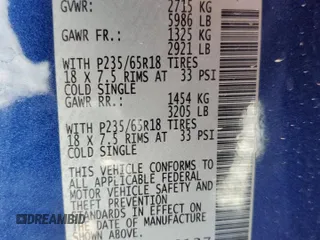 GVWR: 2715 KG
5986 LB
GAWR FR.: 1325 KG
2921 LB
WITH P235/65R18 TIRES
18 X 7.5 RIMS AT 33 PSI
COLD SINGLE
GAWR RR.: 1454 KG
3205 LB
WITH P235/65R18 TIRES
18 X 7.5 RIMS AT 33 PSI
COLD SINGLE
THIS VEHICLE CONFORMS TO
ALL APPLICABLE FEDERAL
MOTOR VEHICLE SAFETY AND
THEFT PREVENTION
STANDARDS IN EFFECT ON
THE DATE OF MANUFACTURE
SHOWN ABOVE.
DREAMBID